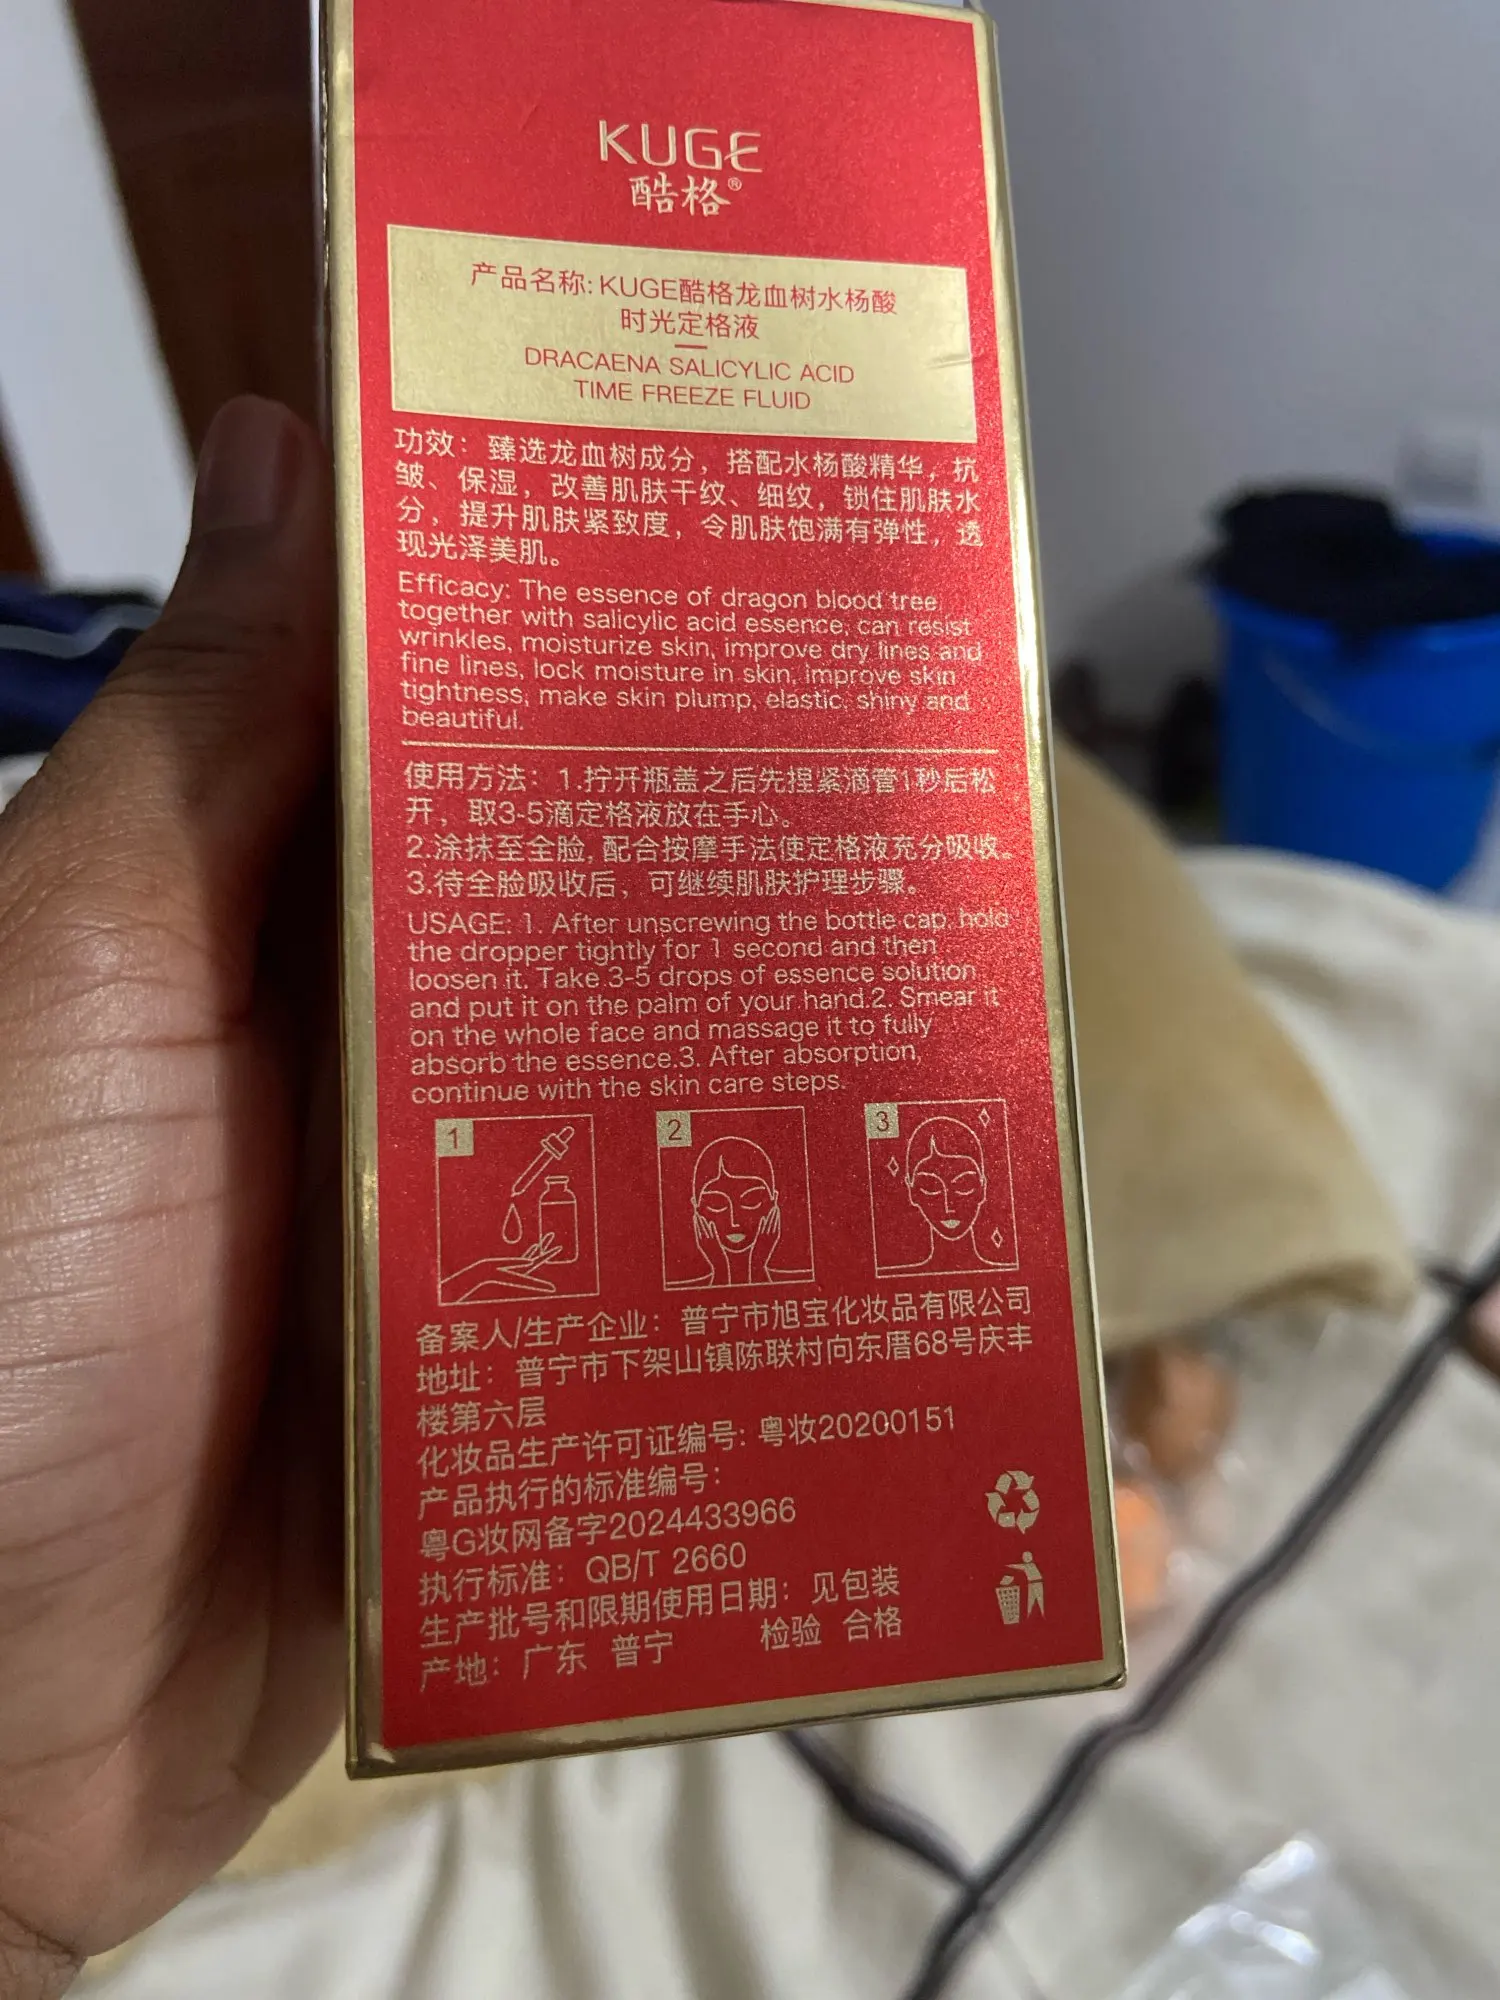 KUGE
酷格®
产品名称: KUGE酷格龙血树水杨酸
时光定格液
DRACAENA SALICYLIC ACID
TIME FREEZE FLUID
功效：臻选龙血树成分，搭配水杨酸精华，抗
皱、保湿，改善肌肤干纹、细纹，锁住肌肤水
分，提升肌肤紧致度，令肌肤饱满有弹性，透
现光泽美肌。
Efficacy: The essence of dragon blood tree,
together with salicylic acid essence, can resist
wrinkles, moisturize skin, improve dry lines and
fine lines, lock moisture in skin, improve skin
tightness, make skin plump, elastic, shiny and
beautiful.
使用方法：1.拧开瓶盖之后先捏紧滴管1秒后松
开，取3-5滴定格液放在手心。
2.涂抹至全脸, 配合按摩手法使定格液充分吸收。
3.待全脸吸收后，可继续肌肤护理步骤。
USAGE: 1. After unscrewing the bottle cap, hold
the dropper tightly for 1 second and then
loosen it. Take 3-5 drops of essence solution
and put it on the palm of your hand.2. Smear it
on the whole face and massage it to fully
absorb the essence.3. After absorption,
continue with the skin care steps.
1 2 3
备案人/生产企业：普宁市旭宝化妆品有限公司
地址：普宁市下架山镇陈联村向东厝68号庆丰
楼第六层
化妆品生产许可证编号: 粤妆20200151
产品执行的标准编号:
粤G妆网备字2024433966
执行标准：QB/T 2660
生产批号和限期使用日期：见包装
产地：广东 普宁 检验 合格